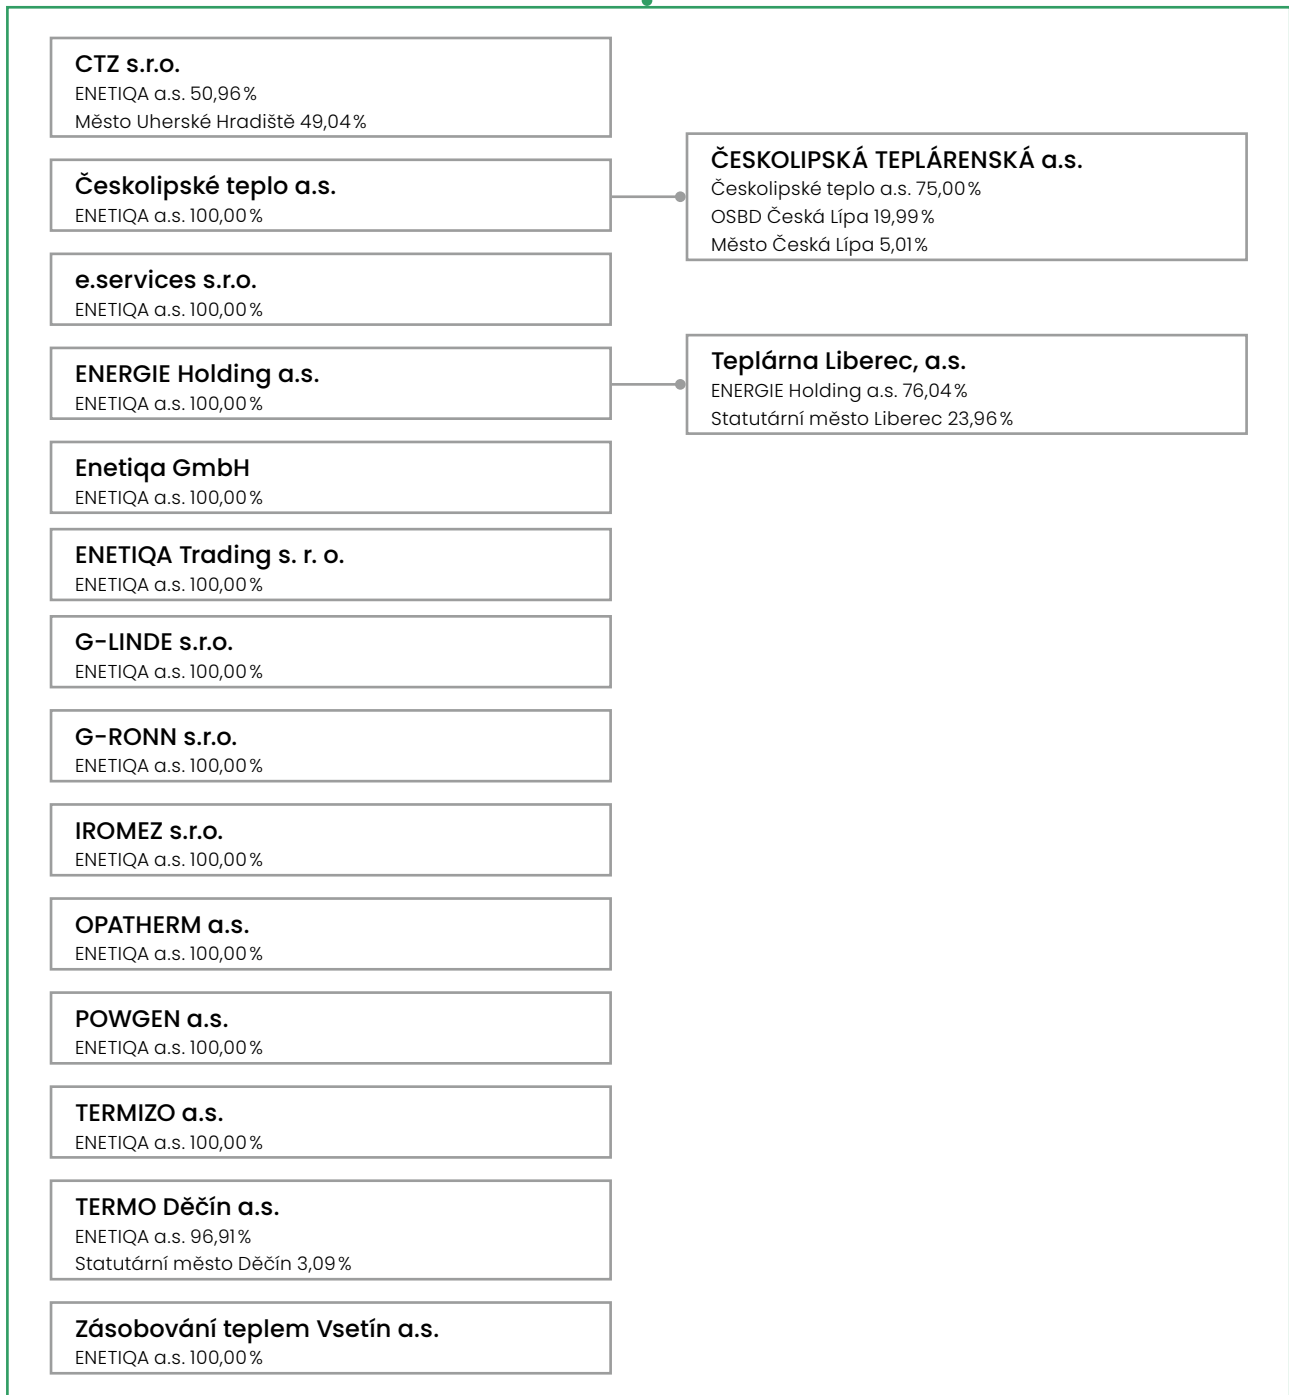 CTZ s.r.o.
ENETIQA a.s. 50,96%
Město Uherské Hradiště 49,04%
Českolipské teplo a.s.
ENETIQA a.s. 100,00%
ČESKOLIPSKÁ TEPLÁRENSKÁ a.s.
Českolipské teplo a.s. 75,00%
OSBD Česká Lípa 19,99%
Město Česká Lípa 5,01%
e.services s.r.o.
ENETIQA a.s. 100,00%
ENERGIE Holding a.s.
ENETIQA a.s. 100,00%
Teplárna Liberec, a.s.
ENERGIE Holding a.s. 76,04%
Statutární město Liberec 23,96%
Enetiqa GmbH
ENETIQA a.s. 100,00%
ENETIQA Trading s. r. o.
ENETIQA a.s. 100,00%
G-LINDE s.r.o.
ENETIQA a.s. 100,00%
G-RONN s.r.o.
ENETIQA a.s. 100,00%
IROMEZ s.r.o.
ENETIQA a.s. 100,00%
OPATHERM a.s.
ENETIQA a.s. 100,00%
POWGEN a.s.
ENETIQA a.s. 100,00%
TERMIZO a.s.
ENETIQA a.s. 100,00%
TERMO Děčín a.s.
ENETIQA a.s. 96,91%
Statutární město Děčín 3,09%
Zásobování teplem Vsetín a.s.
ENETIQA a.s. 100,00%